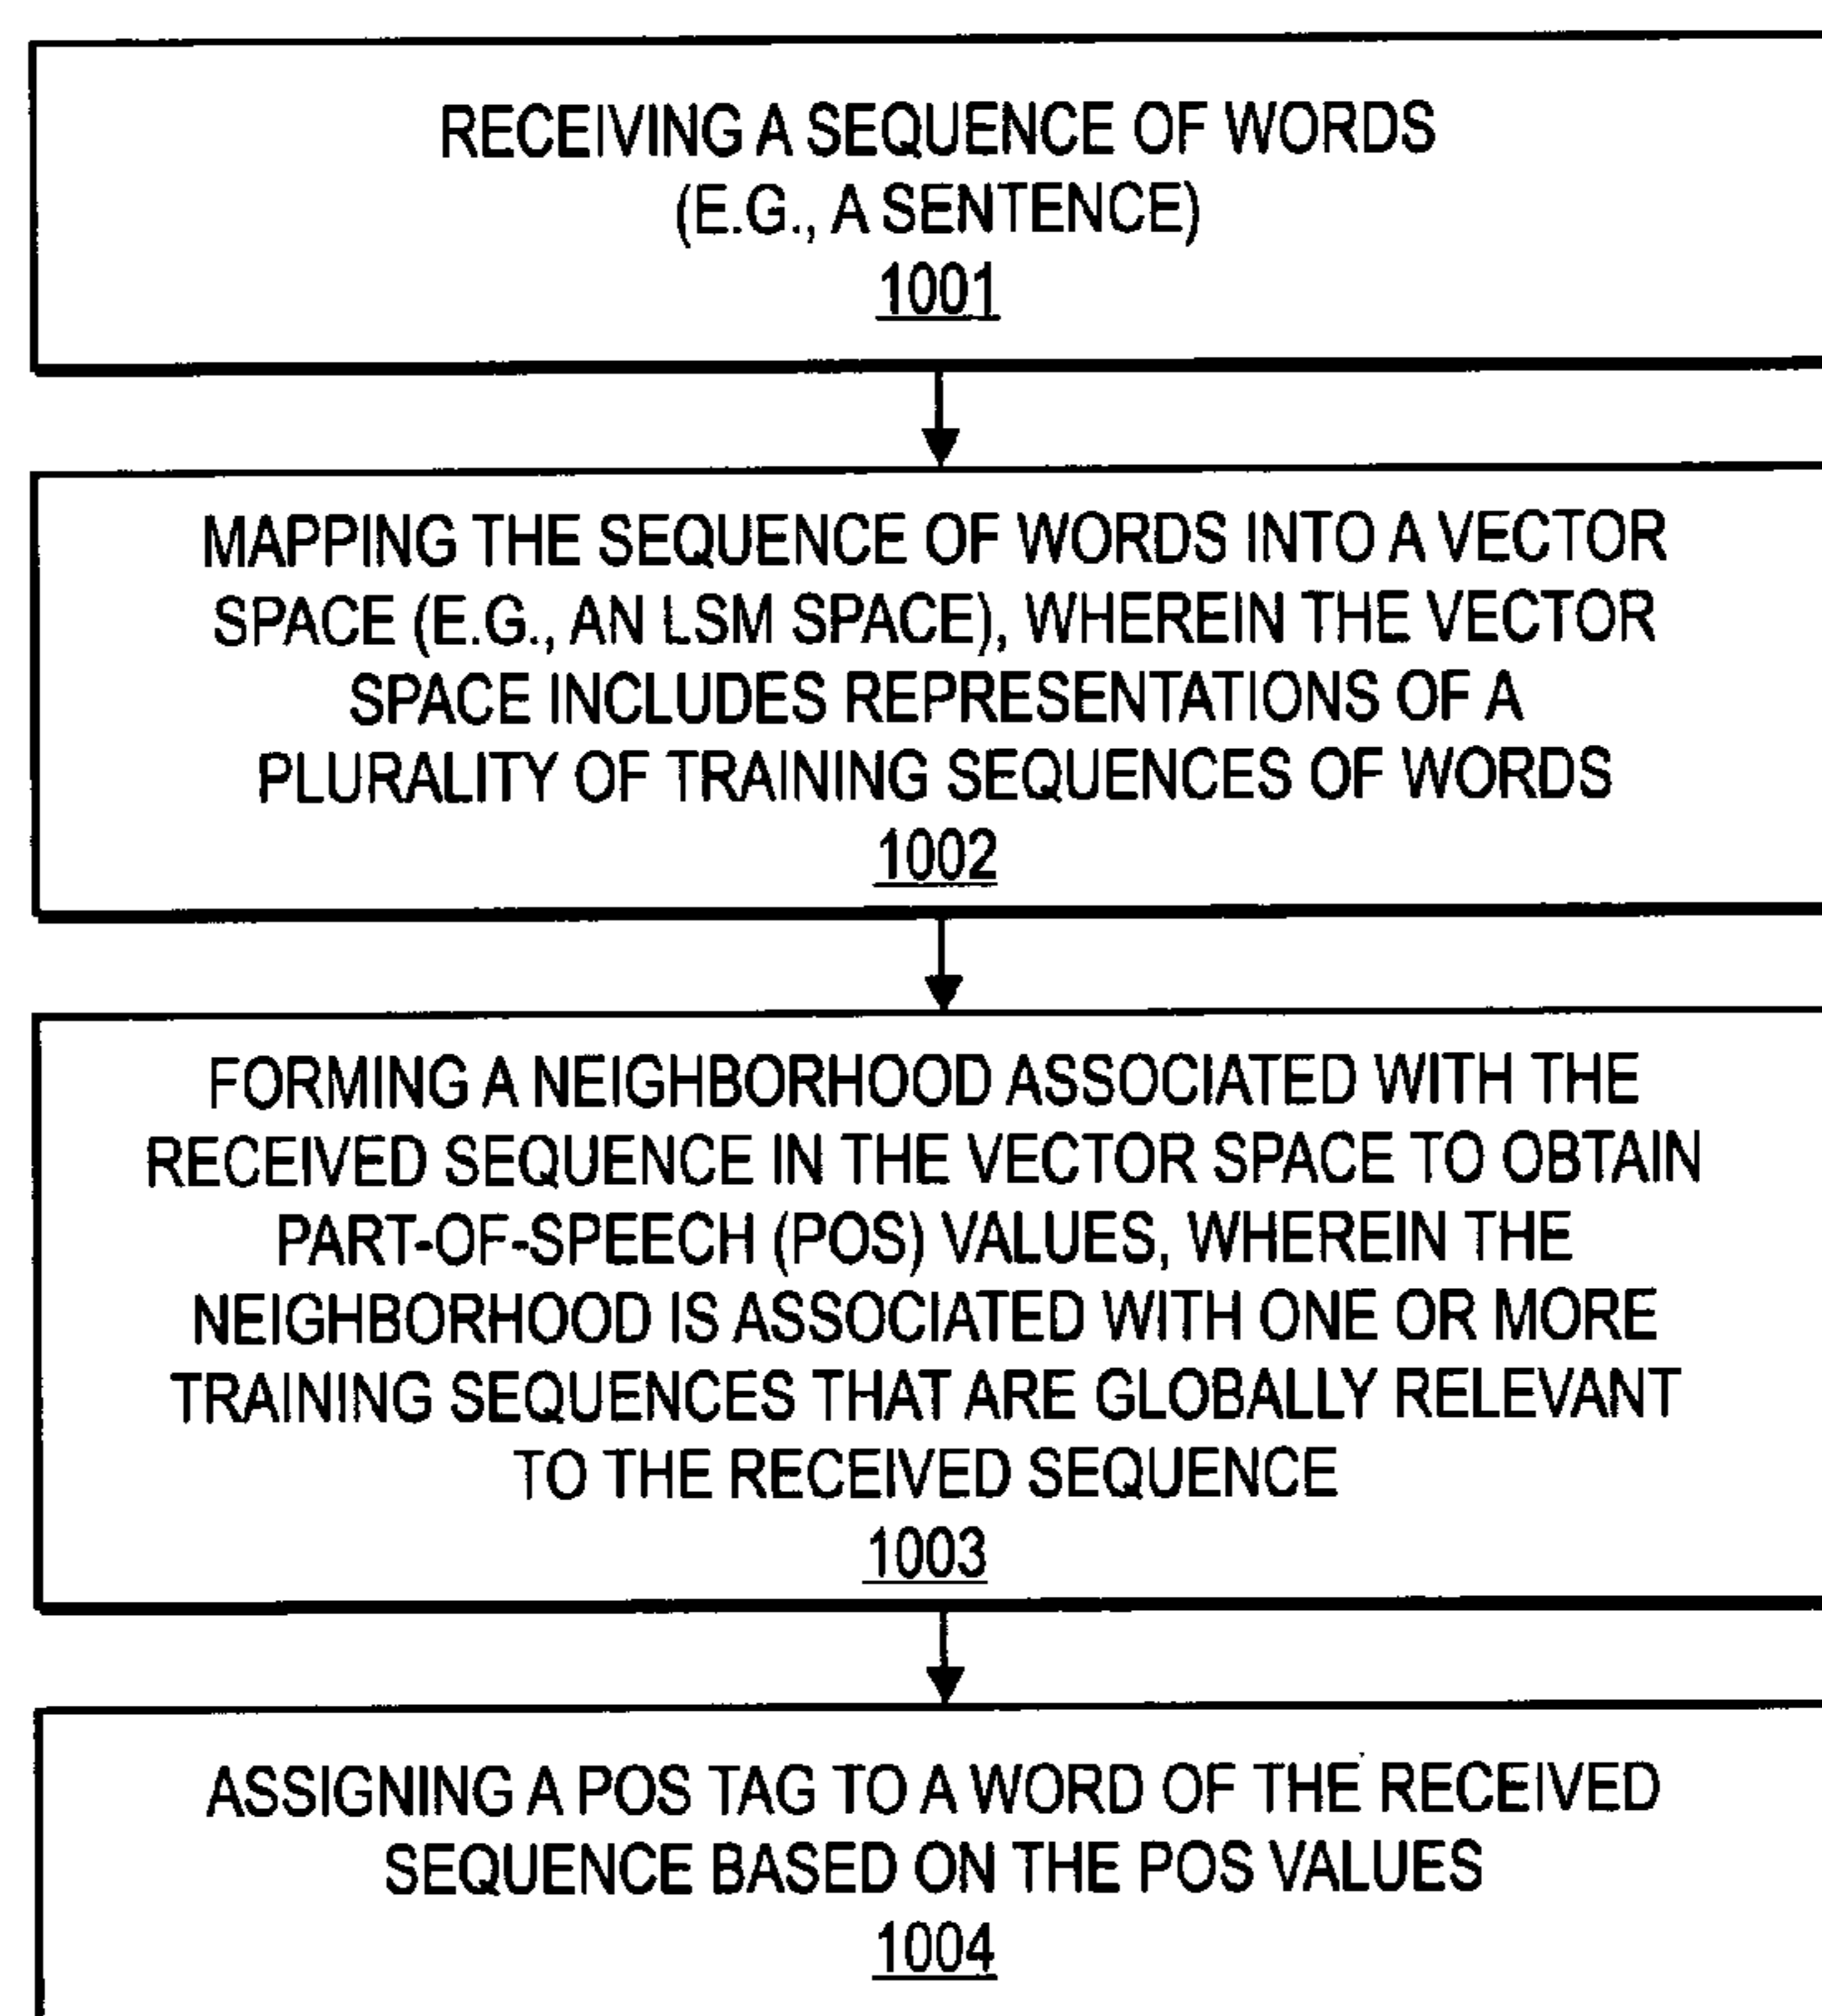 RECEIVING A SEQUENCE OF WORDS
(E.G., A SENTENCE)
1001
MAPPING THE SEQUENCE OF WORDS INTO A VECTOR
SPACE (E.G., AN LSM SPACE), WHEREIN THE VECTOR
SPACE INCLUDES REPRESENTATIONS OF A
PLURALITY OF TRAINING SEQUENCES OF WORDS
1002
FORMING A NEIGHBORHOOD ASSOCIATED WITH THE
RECEIVED SEQUENCE IN THE VECTOR SPACE TO OBTAIN
PART-OF-SPEECH (POS) VALUES, WHEREIN THE
NEIGHBORHOOD IS ASSOCIATED WITH ONE OR MORE
TRAINING SEQUENCES THAT ARE GLOBALLY RELEVANT
TO THE RECEIVED SEQUENCE
1003
ASSIGNING A POS TAG TO A WORD OF THE RECEIVED
SEQUENCE BASED ON THE POS VALUES
1004